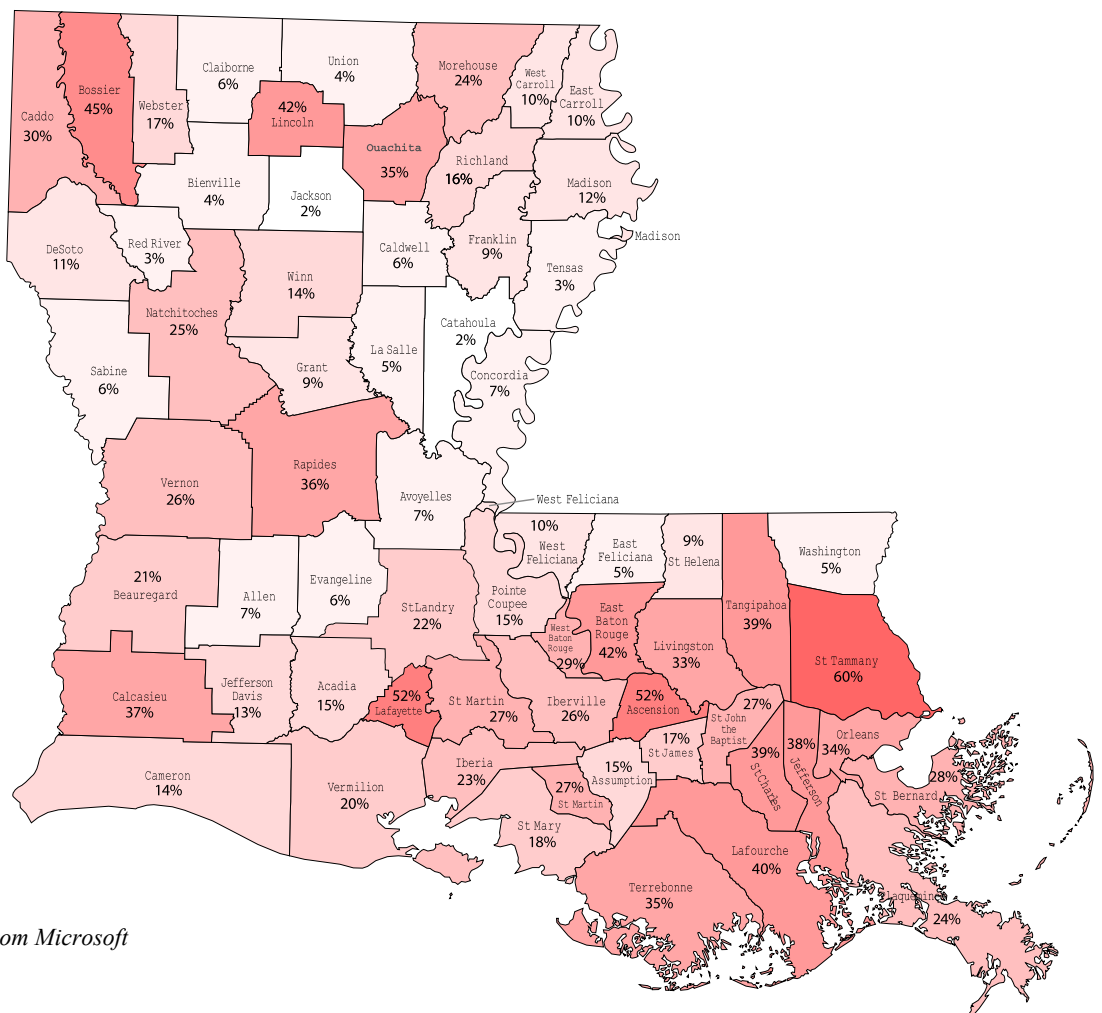 Claiborne
6%
Union
4%
Morehouse
24%
West
Carroll
10%
East
Carroll
10%
Bossier
45%
Webster
17%
Caddo
30%
42%
Lincoln
Ouachita
35%
Richland
16%
Madison
12%
Bienville
4%
Jackson
2%
Madison
DeSoto
11%
Red River
3%
Caldwell
6%
Franklin
9%
Tensas
3%
Winn
14%
Natchitoches
25%
Catahoula
2%
La Salle
5%
Sabine
6%
Grant
9%
Concordia
7%
Rapides
36%
Vernon
26%
Avoyelles
7%
West Feliciana
10%
West
Feliciana
East
Feliciana
5%
9%
St Helena
Washington
5%
21%
Beauregard
Allen
7%
Evangeline
6%
StLandry
22%
Pointe
Coupee
15%
West
Baton
Rouge
29%
East
Baton
Rouge
42%
Livingston
33%
Tangipahoa
39%
St Tammany
60%
Calcasieu
37%
Jefferson
Davis
13%
Acadia
15%
52%
Lafayette
St Martin
27%
Iberville
26%
52%
Ascension
27%
St John
the
Baptist
17%
St James
39%
StCharles
38%
Jefferson
Orleans
34%
Cameron
14%
Vermilion
20%
Iberia
23%
27%
St Martin
15%
Assumption
28%
St Bernard
St Mary
18%
Lafourche
40%
Terrebonne
35%
24%
om Microsoft